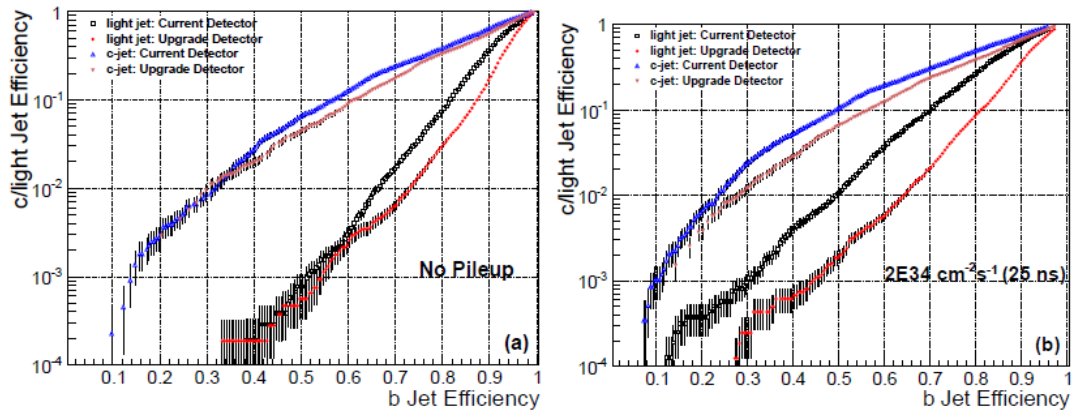 c/light Jet Efficiency
1
10-1
10-2
10-3
10-4
light jet: Current Detector
light jet: Upgrade Detector
c-jet: Current Detector
c-jet: Upgrade Detector
No Pileup
(a)
0.1 0.2 0.3 0.4 0.5 0.6 0.7 0.8 0.9 1
b Jet Efficiency
c/light Jet Efficiency
1
10-1
10-2
10-3
10-4
light jet: Current Detector
light jet: Upgrade Detector
c-jet: Current Detector
c-jet: Upgrade Detector
2E34 cm-2s-1 (25 ns)
(b)
0.1 0.2 0.3 0.4 0.5 0.6 0.7 0.8 0.9 1
b Jet Efficiency